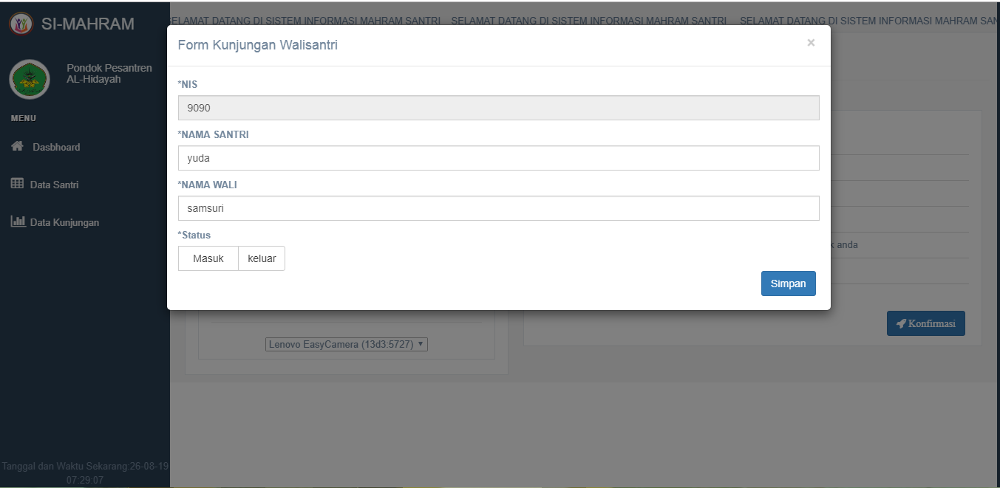 SI-MAHRAM
ELAMAT DATANG DI SISTEM INFORMASI MAHRAM SANTRI SELAMAT DATANG DI SISTEM INFORMASI MAHRAM SANTRI SELAMAT DATANG DI SISTEM INFORMASI MAHRAM SAN
Pondok Pesantren
AL-Hidayah
MENU
Dasbhoard
Data Santri
Data Kunjungan
Form Kunjungan Walisantri
×
*NIS
9090
*NAMA SANTRI
yuda
*NAMA WALI
samsuri
*Status
Masuk keluar
Simpan
anda
Konfirmasi
Lenovo EasyCamera (13d3:5727)
Tanggal dan Waktu Sekarang:26-08-19
07:29:07